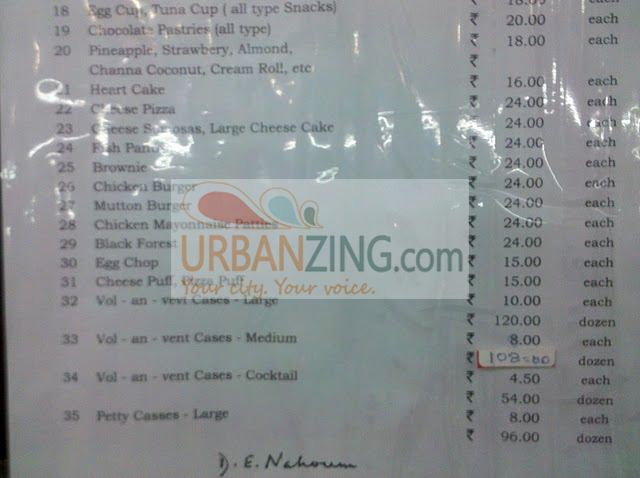 18 Egg Cup, Tuna Cup ( all type Snacks) ₹ 20.00 each
19 Chocolate Pastries (all type) ₹ 18.00 each
20 Pineapple, Strawbery, Almond,
Channa Coconut, Cream Roll, etc ₹ 16.00 each
21 Heart Cake ₹ 24.00 each
22 Cheese Pizza ₹ 24.00 each
23 Cheese Samosas, Large Cheese Cake ₹ 24.00 each
24 Fish ₹ 24.00 each
25 Brownie ₹ 24.00 each
26 Chicken Burger ₹ 24.00 each
27 Mutton Burger ₹ 24.00 each
28 Chicken Mayonnaise Patties ₹ 24.00 each
29 Black Forest ₹ 24.00 each
30 Egg Chop ₹ 15.00 each
31 Cheese Puff, Pizza Puff ₹ 15.00 each
32 Vol - an - vent Cases - Large ₹ 10.00 each
₹ 120.00 dozen
33 Vol - an - vent Cases - Medium ₹ 8.00 each
₹ 108=00 dozen
34 Vol - an - vent Cases - Cocktail ₹ 4.50 each
₹ 54.00 dozen
35 Petty Casses - Large ₹ 8.00 each
₹ 96.00 dozen
D. E. Nahoum
URBANZING.com
Your city. Your voice.